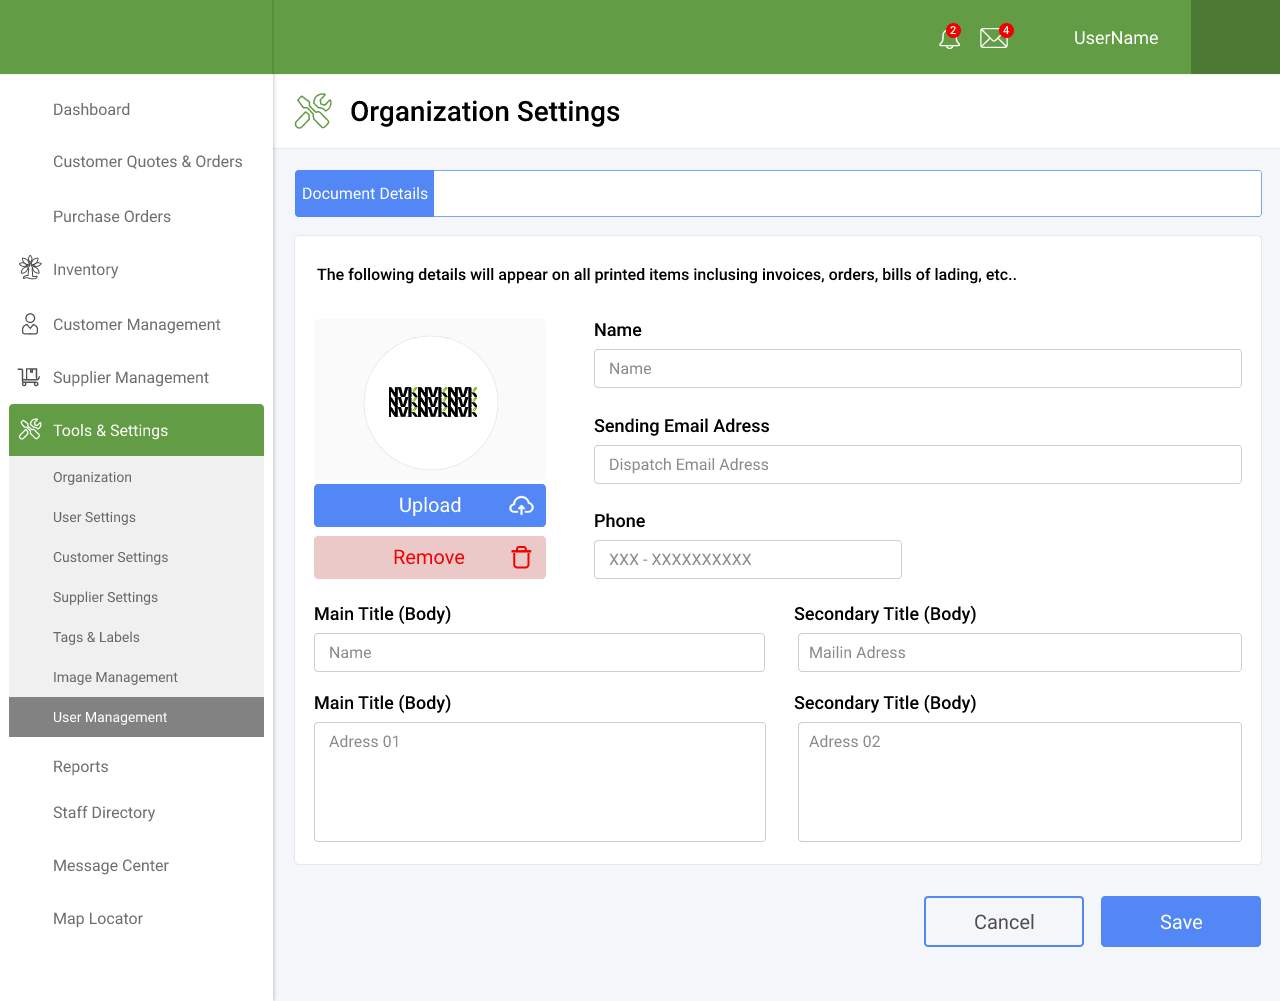 2
4
UserName
Dashboard
Customer Quotes & Orders
Purchase Orders
Inventory
Customer Management
Supplier Management
Tools & Settings
Organization
User Settings
Customer Settings
Supplier Settings
Tags & Labels
Image Management
User Management
Reports
Staff Directory
Message Center
Map Locator
Organization Settings
Document Details
The following details will appear on all printed items inclusing invoices, orders, bills of lading, etc..
Upload
Remove
Name
Name
Sending Email Adress
Dispatch Email Adress
Phone
XXX - XXXXXXXXXX
Main Title (Body)
Secondary Title (Body)
Name
Mailin Adress
Main Title (Body)
Secondary Title (Body)
Adress 01
Adress 02
Cancel
Save